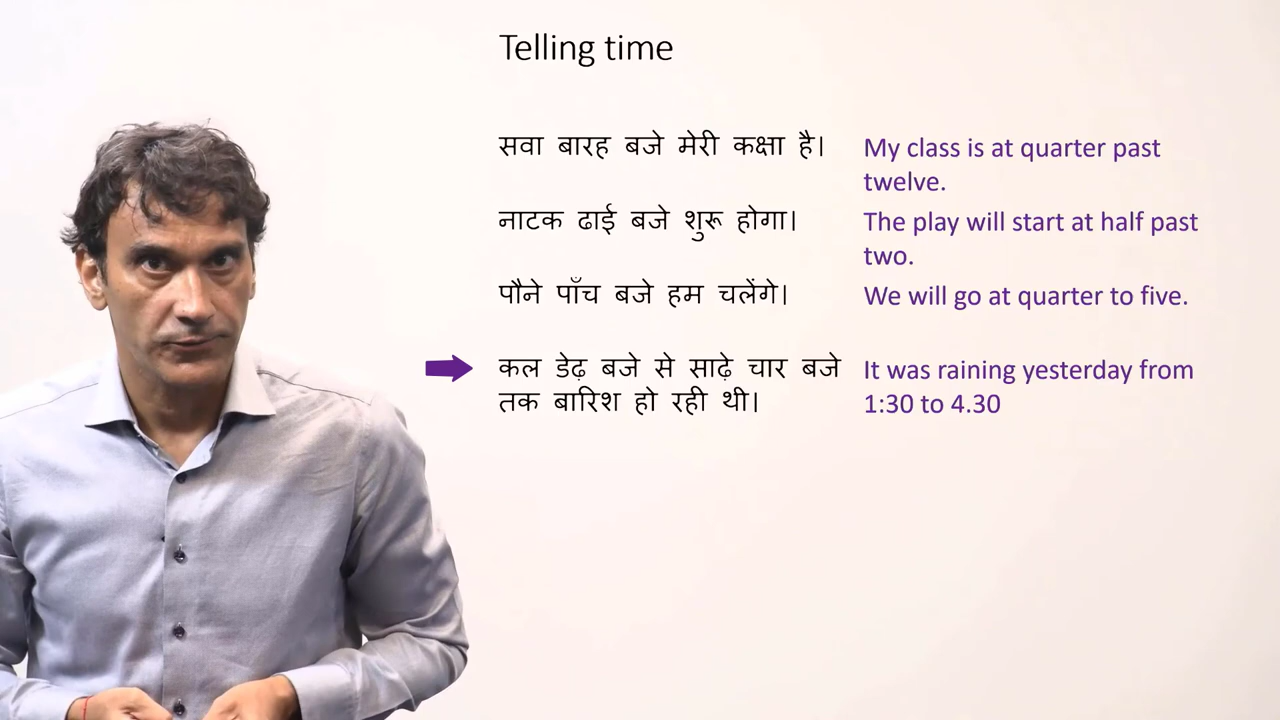 Telling time
सवा बारह बजे मेरी कक्षा है।
My class is at quarter past
twelve.
नाटक ढाई बजे शुरू होगा।
The play will start at half past
two.
पौने पाँच बजे हम चलेंगे।
We will go at quarter to five.
कल डेढ़ बजे से साढ़े चार बजे
तक बारिश हो रही थी।
It was raining yesterday from
1:30 to 4.30